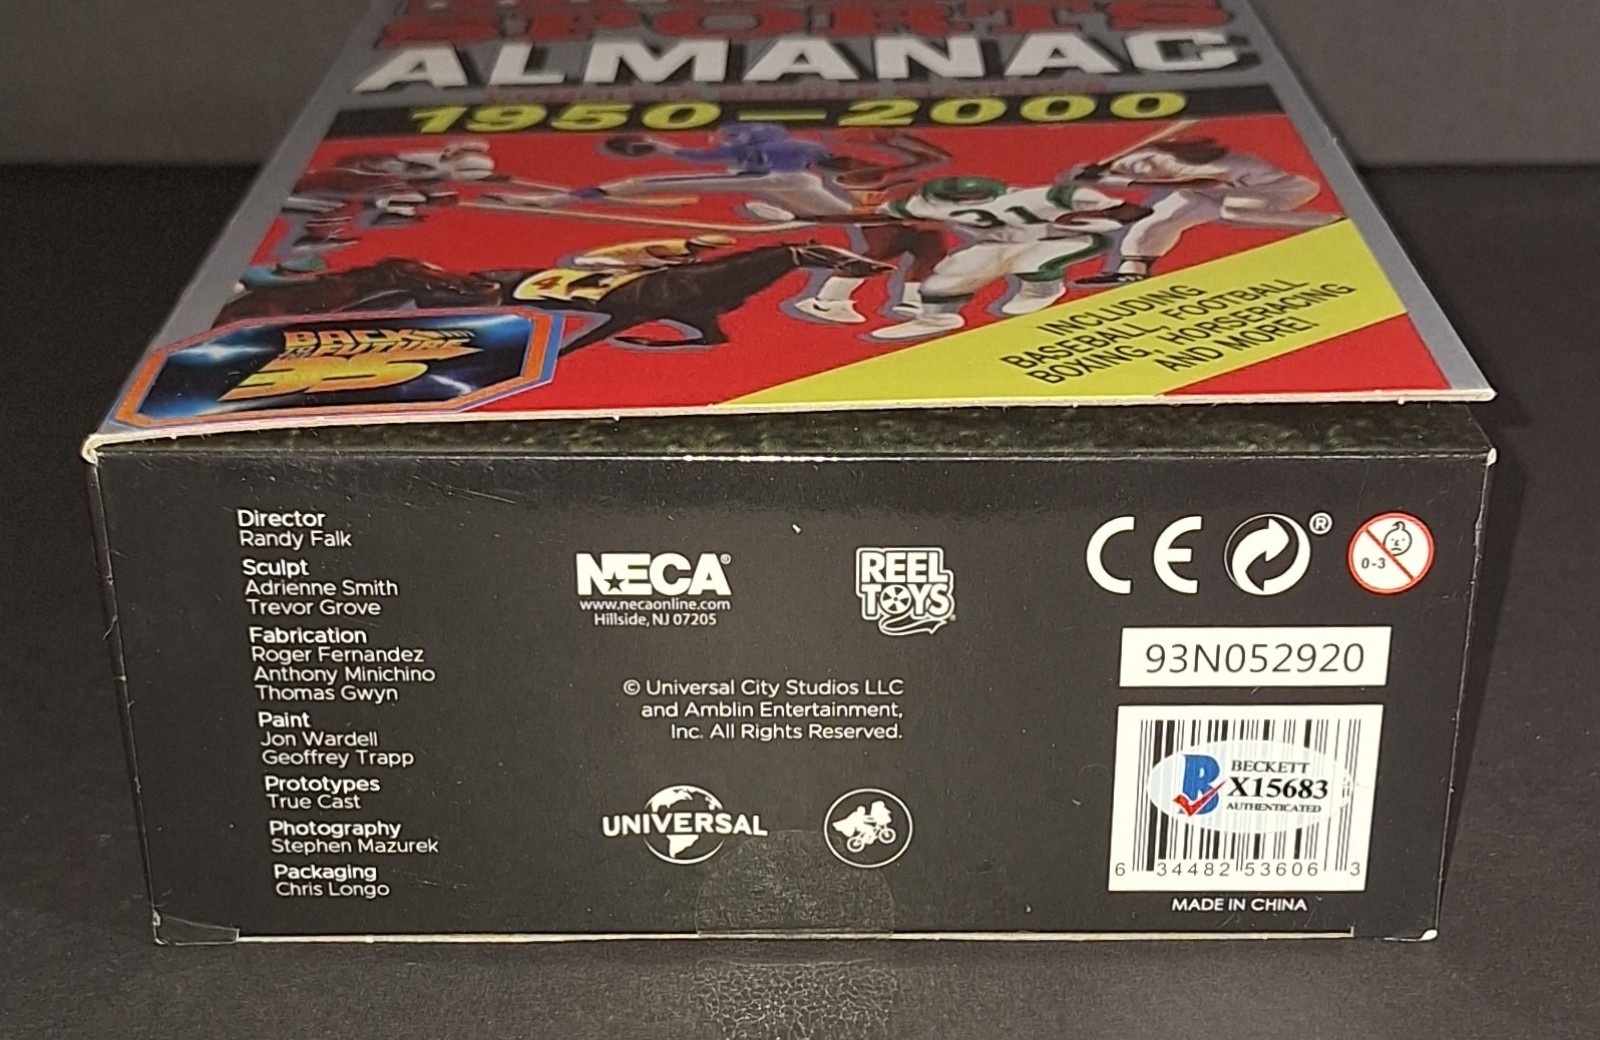 SPORTS
ALMANAC
1950—2000
31
4
BACK
TO THE
FUTURE
35
INCLUDING
BASEBALL, FOOTBALL
BOXING, HORSERACING
AND MORE!
Director
Randy Falk
Sculpt
Adrienne Smith
Trevor Grove
Fabrication
Roger Fernandez
Anthony Minichino
Thomas Gwyn
Paint
Jon Wardell
Geoffrey Trapp
Prototypes
True Cast
Photography
Stephen Mazurek
Packaging
Chris Longo
NECA®
www.necaonline.com
Hillside, NJ 07205
REEL
TOYS®
© Universal City Studios LLC
and Amblin Entertainment,
Inc. All Rights Reserved.
UNIVERSAL
CE ®
0-3
93N052920
BECKETT
X15683
AUTHENTICATED
6 34482 53606 3
MADE IN CHINA